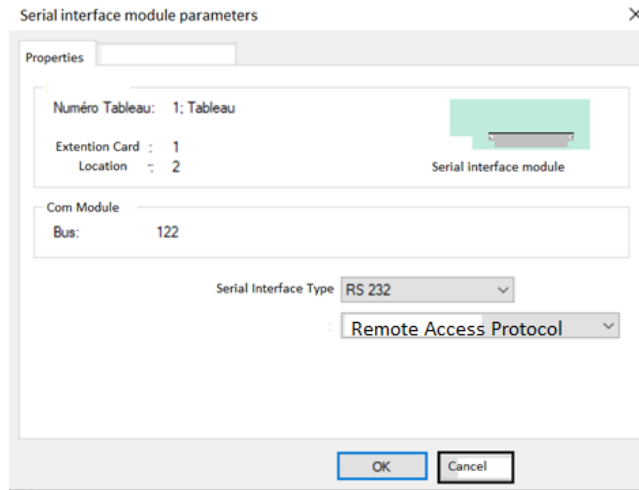 Serial interface module parameters
Properties
Numéro Tableau: 1; Tableau
Extention Card : 1
Location -: 2
Serial interface module
Com Module
Bus: 122
Serial Interface Type RS 232
: Remote Access Protocol
OK Cancel